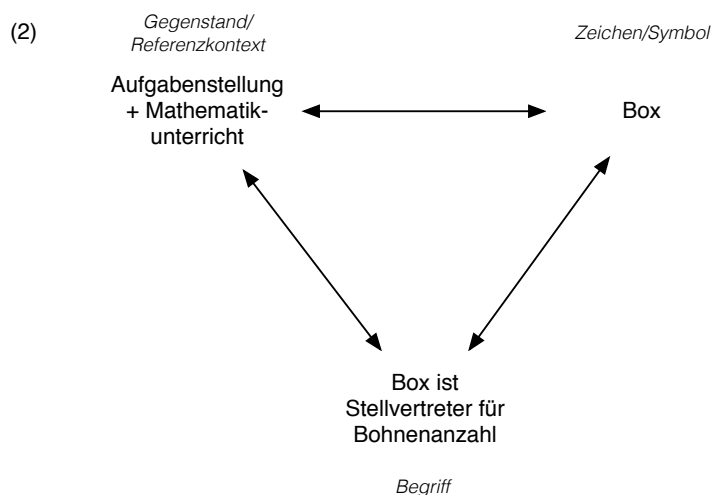 (2)
Gegenstand/
Referenzkontext
Zeichen/Symbol
Aufgabenstellung
+ Mathematik-
unterricht
Box
Box ist
Stellvertreter für
Bohnenanzahl
Begriff